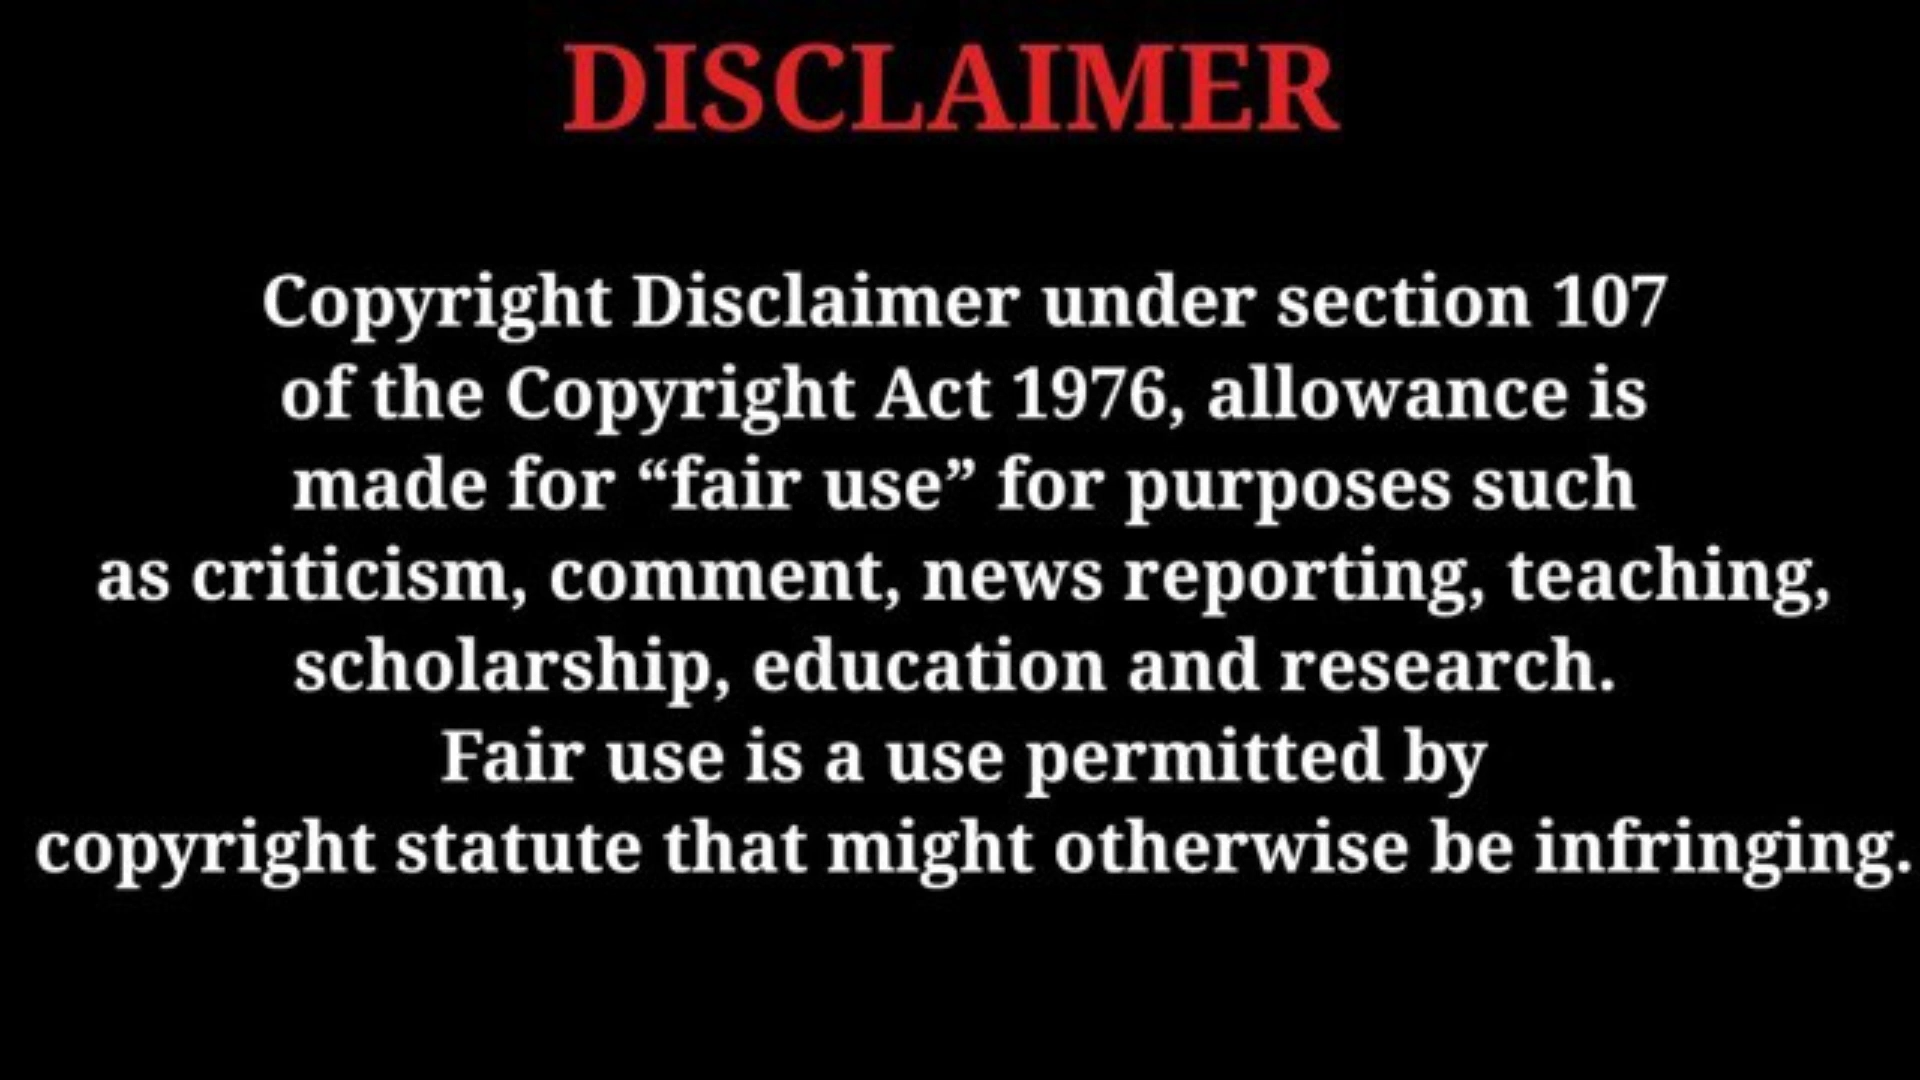 DISCLAIMER
Copyright Disclaimer under section 107
of the Copyright Act 1976, allowance is
made for “fair use” for purposes such
as criticism, comment, news reporting, teaching,
scholarship, education and research.
Fair use is a use permitted by
copyright statute that might otherwise be infringing.